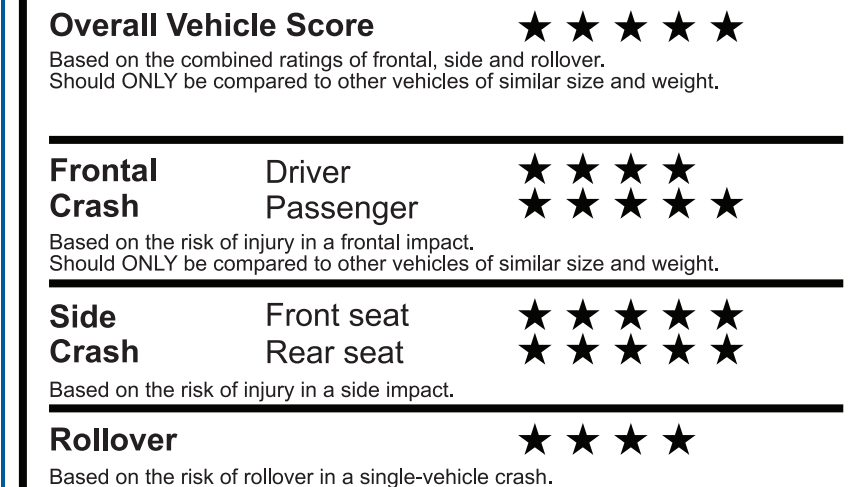 Overall Vehicle Score ★ ★ ★ ★ ★
Based on the combined ratings of frontal, side and rollover.
Should ONLY be compared to other vehicles of similar size and weight.
Frontal Driver ★ ★ ★ ★
Crash Passenger ★ ★ ★ ★ ★
Based on the risk of injury in a frontal impact.
Should ONLY be compared to other vehicles of similar size and weight.
Side Front seat ★ ★ ★ ★ ★
Crash Rear seat ★ ★ ★ ★ ★
Based on the risk of injury in a side impact.
Rollover ★ ★ ★ ★
Based on the risk of rollover in a single-vehicle crash.